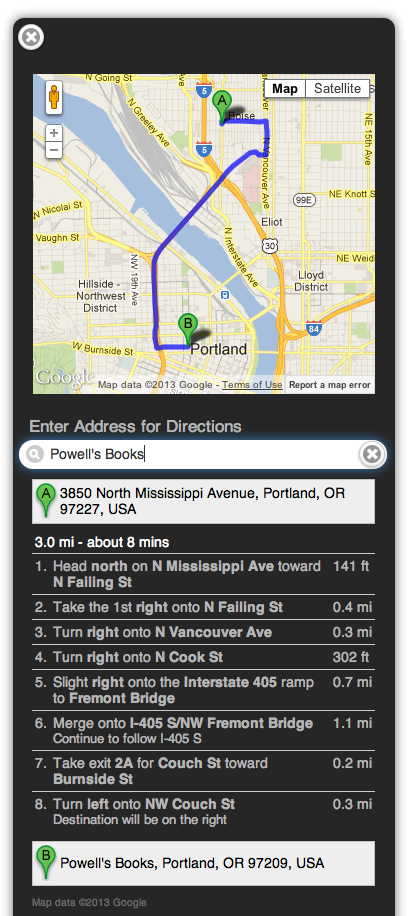 N Going St
Map
Satellite
A
Boise
5
N Greeley Ave
N Vancouver Ave
NE 15th Ave
+
−
5
99E
NE Knott S
W Nicolai St
Eliot
30
Vaughn St
N Interstate Ave
NE Weid
NW 19th Ave
Hillside -
Northwest
District
Lloyd
District
B
84
W Burnside St
Portland
Google
Map data ©2013 Google - Terms of Use
Report a map error
Enter Address for Directions
Powell's Books
A 3850 North Mississippi Avenue, Portland, OR
97227, USA
3.0 mi - about 8 mins
1. Head north on N Mississippi Ave toward 141 ft
N Failing St
2. Take the 1st right onto N Failing St 0.4 mi
3. Turn right onto N Vancouver Ave 0.3 mi
4. Turn right onto N Cook St 302 ft
5. Slight right onto the Interstate 405 ramp 0.7 mi
to Fremont Bridge
6. Merge onto I-405 S/NW Fremont Bridge 1.1 mi
Continue to follow I-405 S
7. Take exit 2A for Couch St toward 0.2 mi
Burnside St
8. Turn left onto NW Couch St 0.3 mi
Destination will be on the right
B Powell's Books, Portland, OR 97209, USA
Map data ©2013 Google